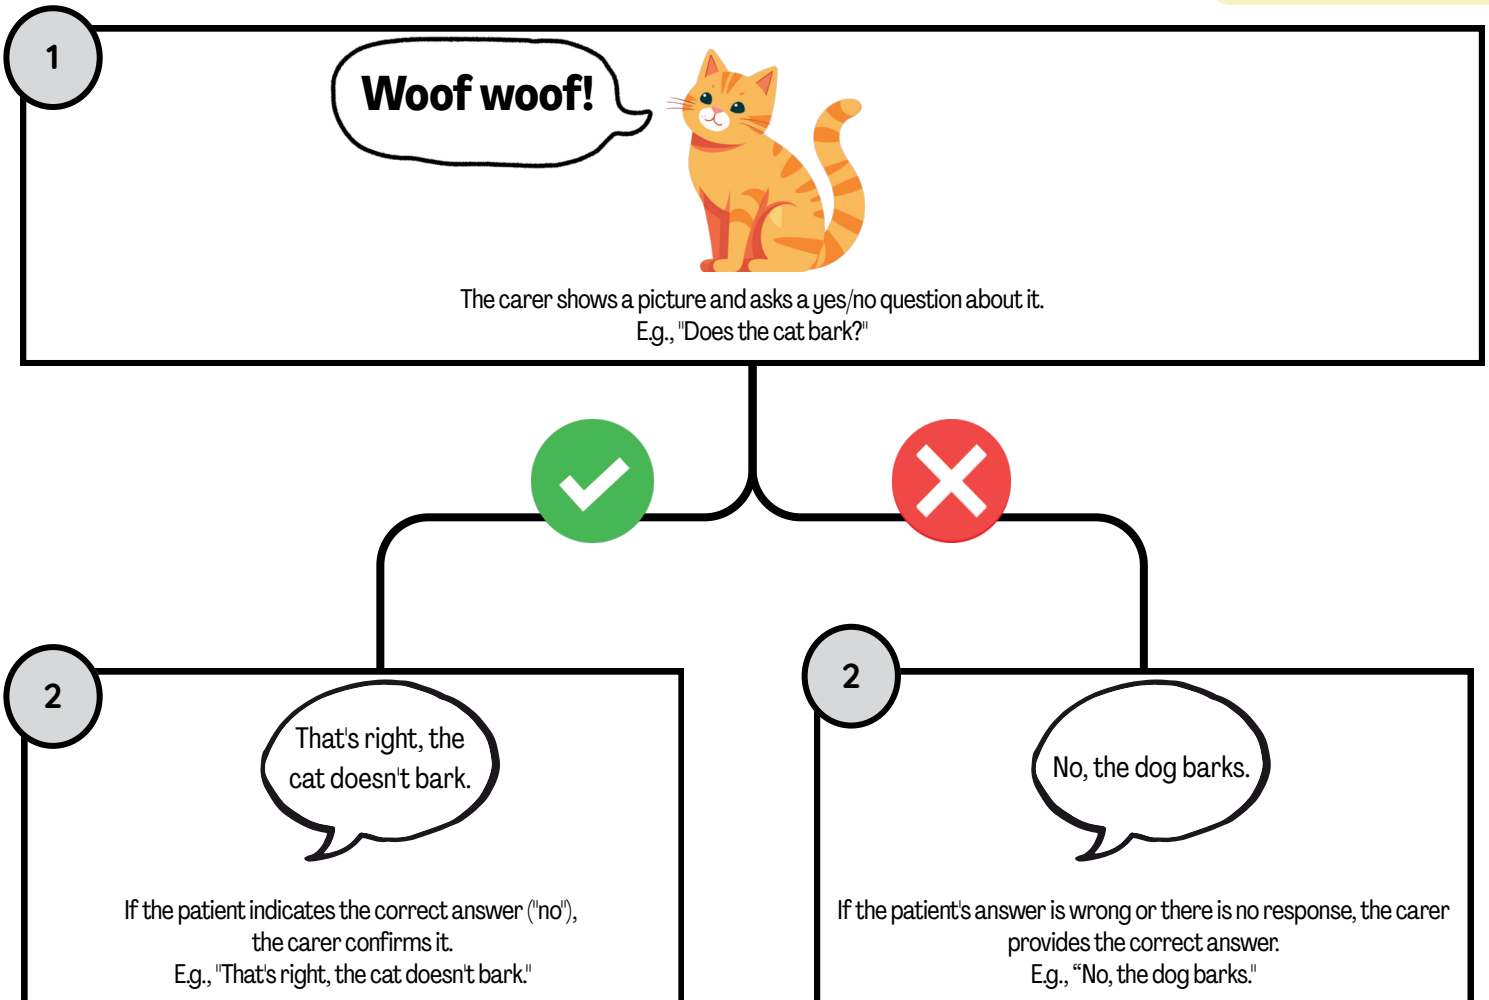 1
Woof woof!
The carer shows a picture and asks a yes/no question about it.
E.g., "Does the cat bark?"
2
That's right, the
cat doesn't bark.
If the patient indicates the correct answer ("no"),
the carer confirms it.
E.g., "That's right, the cat doesn't bark."
2
No, the dog barks.
If the patient's answer is wrong or there is no response, the carer
provides the correct answer.
E.g., “No, the dog barks."